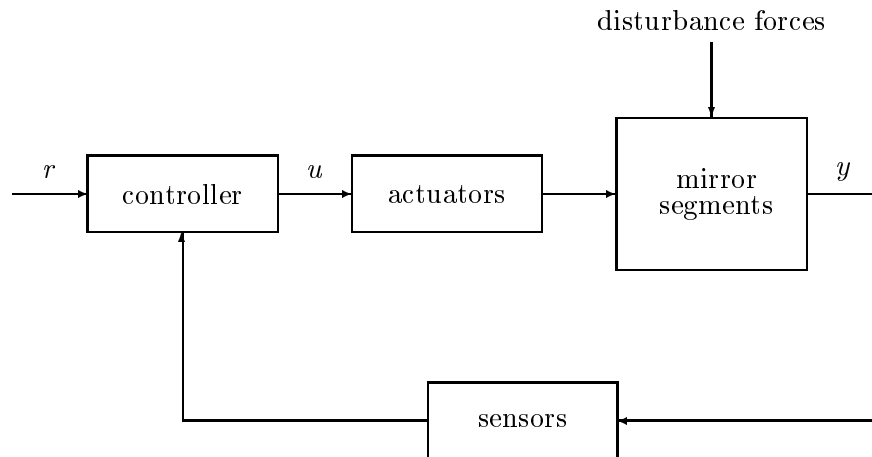 disturbance forces
r
controller
u
actuators
mirror
segments
y
sensors